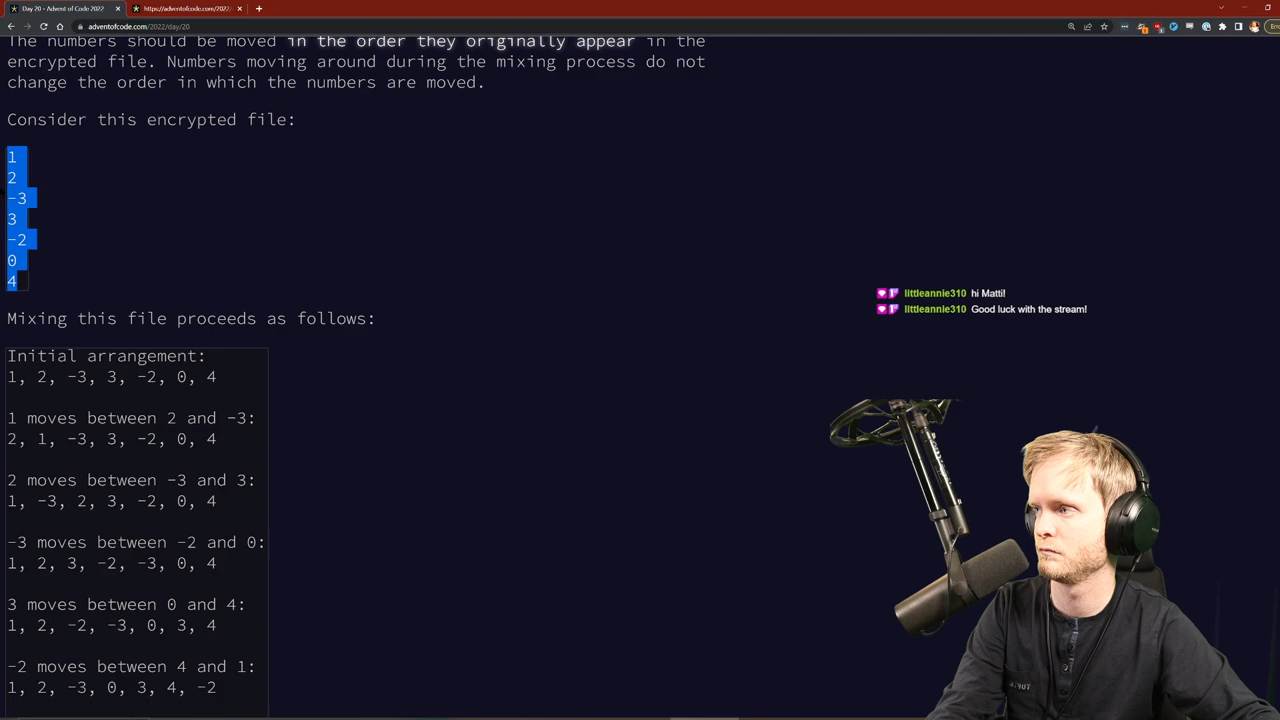 Day 20 - Advent of Code 2022
https://adventofcode.com/2022/
adventofcode.com/2022/day/20
The numbers should be moved in the order they originally appear in the
encrypted file. Numbers moving around during the mixing process do not
change the order in which the numbers are moved.
Consider this encrypted file:
1
2
-3
3
-2
0
4
Mixing this file proceeds as follows:
Initial arrangement:
1, 2, -3, 3, -2, 0, 4
1 moves between 2 and -3:
2, 1, -3, 3, -2, 0, 4
2 moves between -3 and 3:
1, -3, 2, 3, -2, 0, 4
-3 moves between -2 and 0:
1, 2, 3, -2, -3, 0, 4
3 moves between 0 and 4:
1, 2, -2, -3, 0, 3, 4
-2 moves between 4 and 1:
1, 2, -3, 0, 3, 4, -2
littleannie310 hi Matti!
littleannie310 Good luck with the stream!